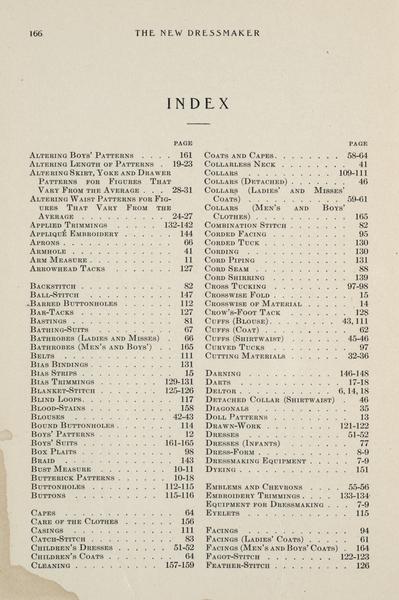 166 THE NEW DRESSMAKER
INDEX
PAGE
Altering Boys' Patterns . . . . 161
Altering Length of Patterns . 19-23
Altering Skirt, Yoke and Drawer
Patterns for Figures That
Vary From the Average . . . 28-31
Altering Waist Patterns for Fig-
ures That Vary From the
Average . . . . . . . . . 24-27
Applied Trimmings . . . . . . 132-142
Appliqué Embroidery . . . . . 144
Aprons . . . . . . . . . . 66
Armhole . . . . . . . . . . 41
Arm Measure . . . . . . . . . 11
Arrowhead Tacks . . . . . . . 127
Backstitch . . . . . . . . . 82
Ball-Stitch . . . . . . . . . 147
Barred Buttonholes . . . . . . 112
Bar-Tacks . . . . . . . . . . 127
Bastings . . . . . . . . . . 81
Bathing-Suits . . . . . . . . 67
Bathrobes (Ladies and Misses) . 66
Bathrobes (Men's and Boys') . . 165
Belts . . . . . . . . . . . 111
Bias Bindings . . . . . . . . 131
Bias Strips . . . . . . . . . 15
Bias Trimmings . . . . . . . 129-131
Blanket-Stitch . . . . . . . 125-126
Blind Loops . . . . . . . . . 117
Blood-Stains . . . . . . . . 158
Blouses . . . . . . . . . . 42-43
Bound Buttonholes . . . . . . 114
Boys' Patterns . . . . . . . . 12
Boys' Suits . . . . . . . . . 161-165
Box Plaits . . . . . . . . . 98
Braid . . . . . . . . . . . 143
Bust Measure . . . . . . . . 10-11
Butterick Patterns . . . . . . 10-18
Buttonholes . . . . . . . . . 112-115
Buttons . . . . . . . . . . 115-116
Capes . . . . . . . . . . . 64
Care of the Clothes . . . . . . 156
Casings . . . . . . . . . . 111
Catch-Stitch . . . . . . . . 83
Children's Dresses . . . . . . 51-52
Children's Coats . . . . . . . 64
Cleaning . . . . . . . . . . 157-159
PAGE
Coats and Capes . . . . . . . 58-64
Collarless Neck . . . . . . . 41
Collars . . . . . . . . . . 109-111
Collars (Detached) . . . . . . 46
Collars (Ladies' and Misses'
Coats) . . . . . . . . . . 59-61
Collars (Men's and Boys'
Clothes) . . . . . . . . . 165
Combination Stitch . . . . . . 82
Corded Facing . . . . . . . . 95
Corded Tuck . . . . . . . . . 130
Cording . . . . . . . . . . 130
Cord Piping . . . . . . . . . 131
Cord Seam . . . . . . . . . 88
Cord Shirring . . . . . . . . 139
Cross Tucking . . . . . . . . 97-98
Crosswise Fold . . . . . . . . 15
Crosswise of Material . . . . . 14
Crow's-Foot Tack . . . . . . . 128
Cuffs (Blouse) . . . . . . . . 43, 111
Cuffs (Coat) . . . . . . . . . 62
Cuffs (Shirtwaist) . . . . . . 45-46
Curved Tucks . . . . . . . . 97
Cutting Materials . . . . . . 32-36
Darning . . . . . . . . . . 146-148
Darts . . . . . . . . . . . 17-18
Deltor . . . . . . . . . . . 6, 14, 18
Detached Collar (Shirtwaist) . 46
Diagonals . . . . . . . . . . 35
Doll Patterns . . . . . . . . 13
Drawn-Work . . . . . . . . . 121-122
Dresses . . . . . . . . . . 51-52
Dresses (Infants) . . . . . . . 77
Dress-Form . . . . . . . . . 8-9
Dressmaking Equipment . . . . 7-9
Dyeing . . . . . . . . . . . 151
Emblems and Chevrons . . . . . 55-56
Embroidery Trimmings . . . . . 133-134
Equipment for Dressmaking . . . 7-9
Eyelets . . . . . . . . . . 115
Facings . . . . . . . . . . 94
Facings (Ladies' Coats) . . . . 61
Facings (Men's and Boys' Coats) . 164
Fagot-Stitch . . . . . . . . 122-123
Feather-Stitch . . . . . . . . 126